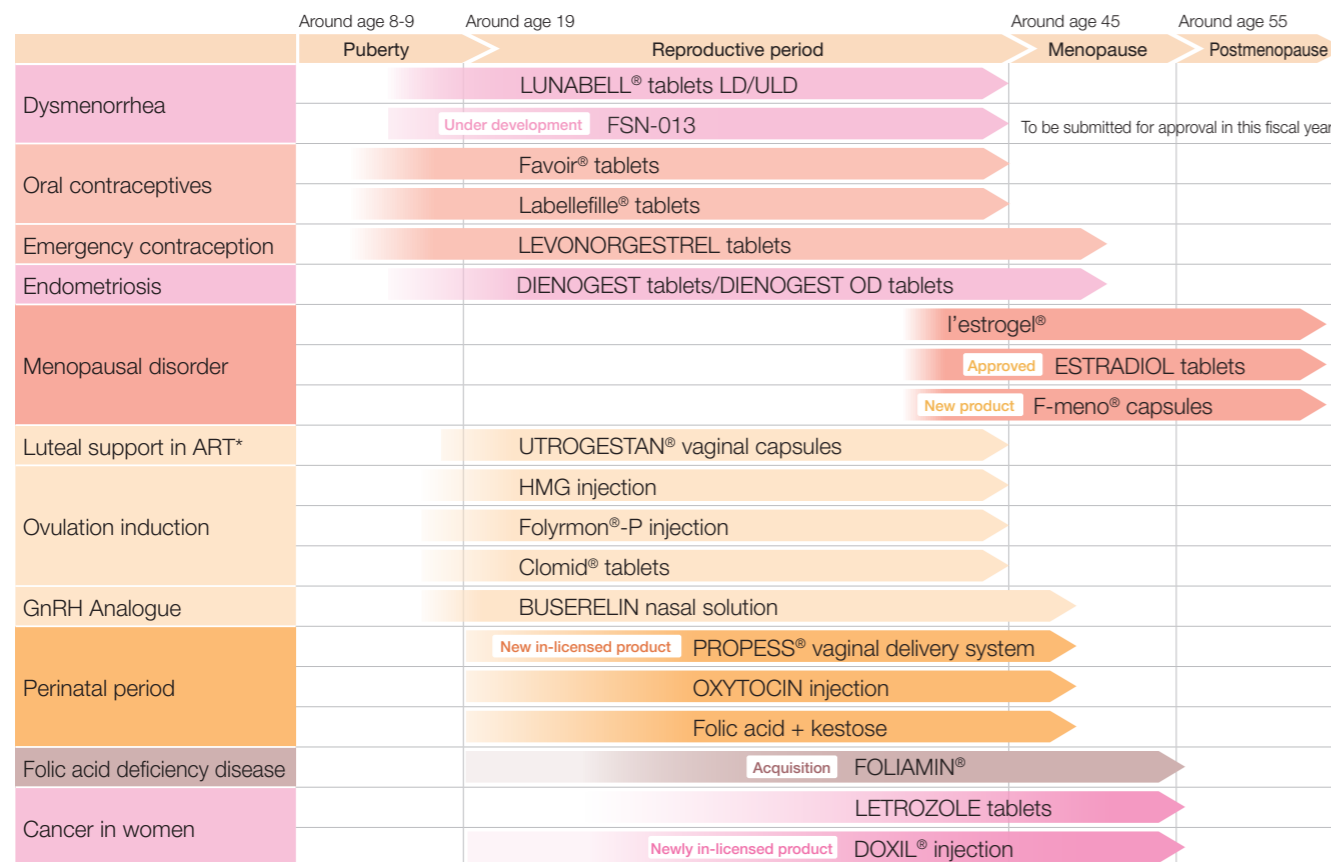 Around age 8-9 Around age 19 Around age 45 Around age 55
Puberty Reproductive period Menopause Postmenopause
Dysmenorrhea
LUNABELL® tablets LD/ULD
Under development FSN-013 To be submitted for approval in this fiscal year
Oral contraceptives
Favoir® tablets
Labellefille® tablets
Emergency contraception LEVONORGESTREL tablets
Endometriosis DIENOGEST tablets/DIENOGEST OD tablets
Menopausal disorder
l'estrogel®
Approved ESTRADIOL tablets
New product F-meno® capsules
Luteal support in ART* UTROGESTAN® vaginal capsules
Ovulation induction
HMG injection
Folyrmon®-P injection
Clomid® tablets
GnRH Analogue BUSERELIN nasal solution
Perinatal period
New in-licensed product PROPESS® vaginal delivery system
OXYTOCIN injection
Folic acid + kestose
Folic acid deficiency disease Acquisition FOLIAMIN®
Cancer in women
LETROZOLE tablets
Newly in-licensed product DOXIL® injection